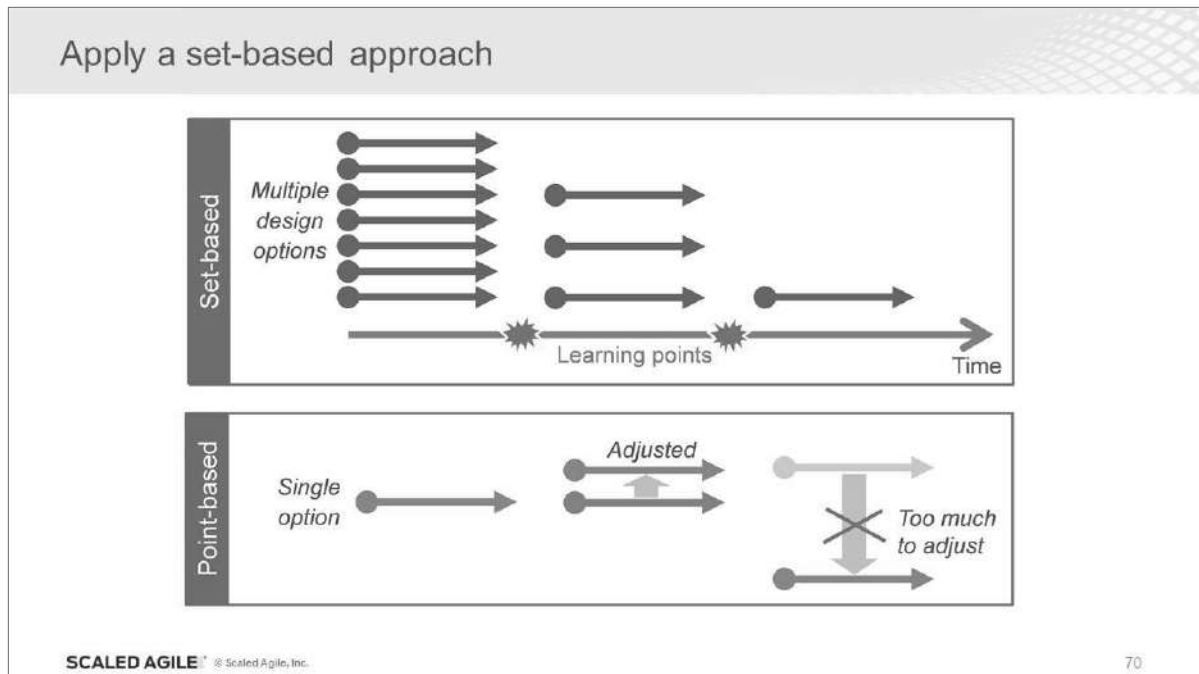 Apply a set-based approach
Set-based
Multiple
design
options
Learning points
Time
Point-based
Single
option
Adjusted
Too much
to adjust
SCALED AGILE ® © Scaled Agile, Inc.
70